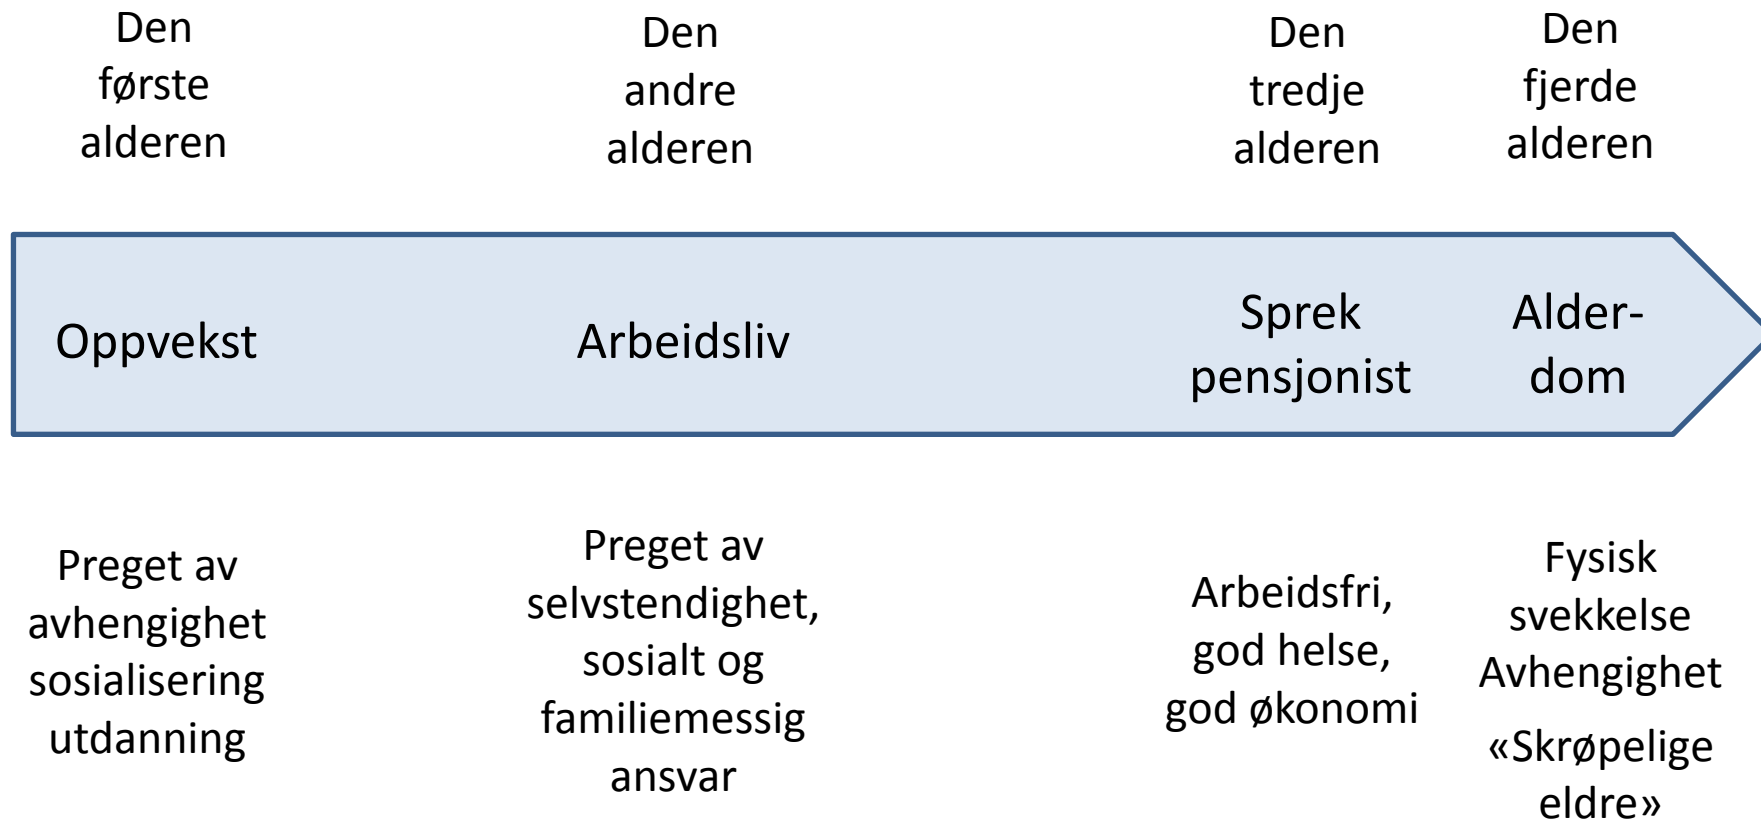 Den
første
alderen
Den
andre
alderen
Den
tredje
alderen
Den
fjerde
alderen
Oppvekst
Arbeidsliv
Sprek
pensjonist
Alder-
dom
Preget av
avhengighet
sosialisering
utdanning
Preget av
selvstendighet,
sosialt og
familiemessig
ansvar
Arbeidsfri,
god helse,
god økonomi
Fysisk
svekkelse
Avhengighet
«Skrøpelige
eldre»